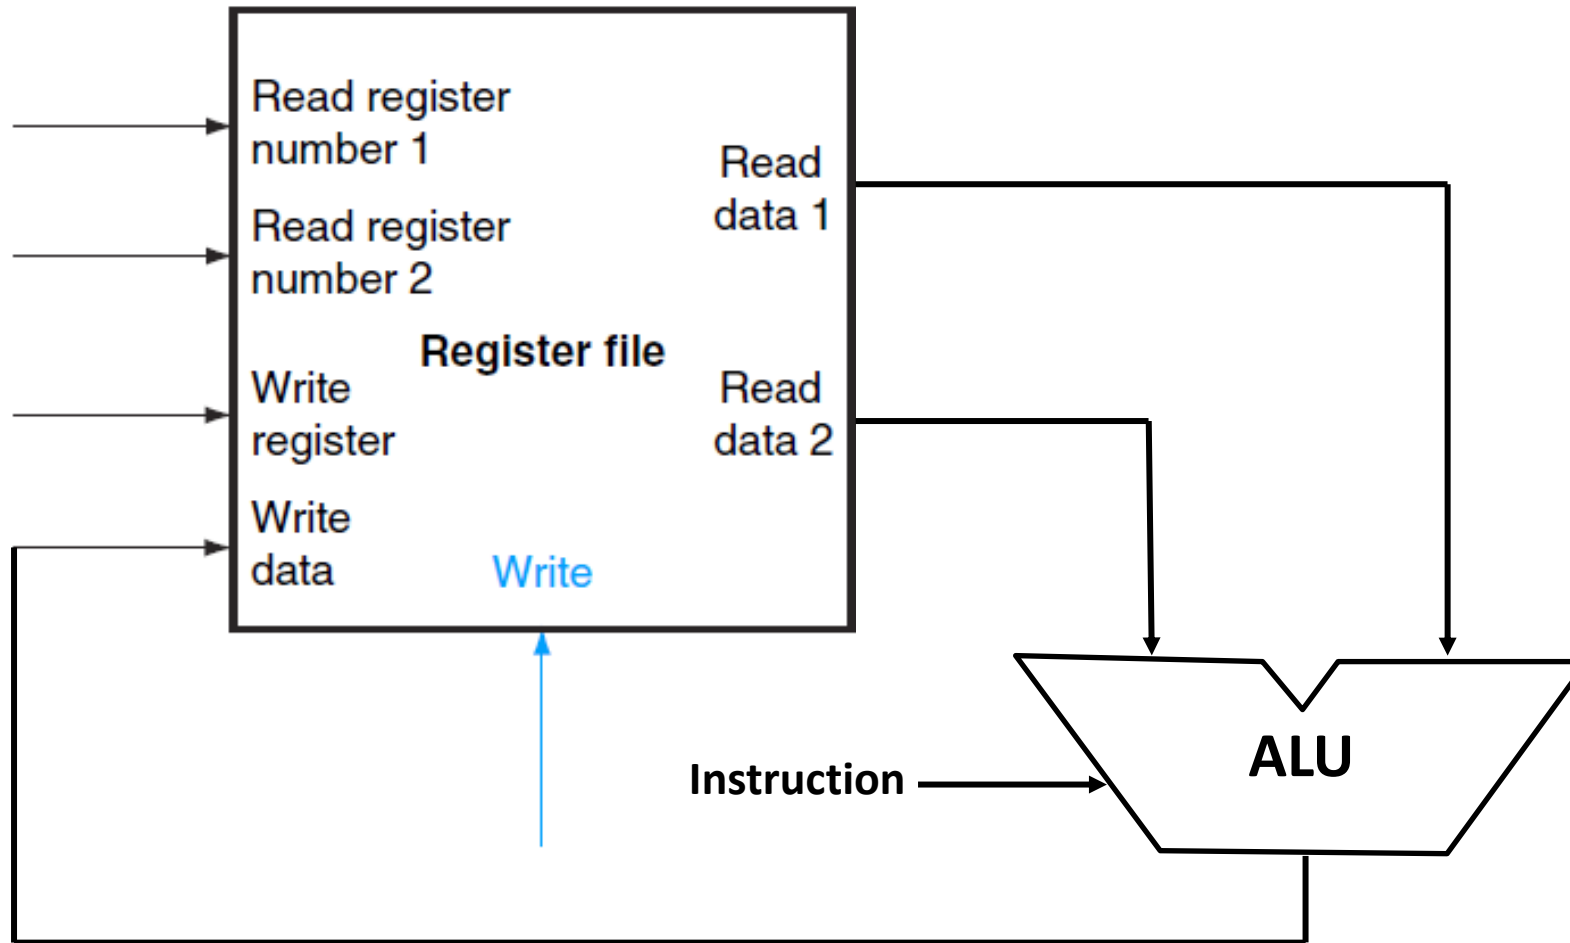 Read register
number 1
Read
data 1
Read register
number 2
Register file
Write
register
Read
data 2
Write
data
Write
Instruction
ALU